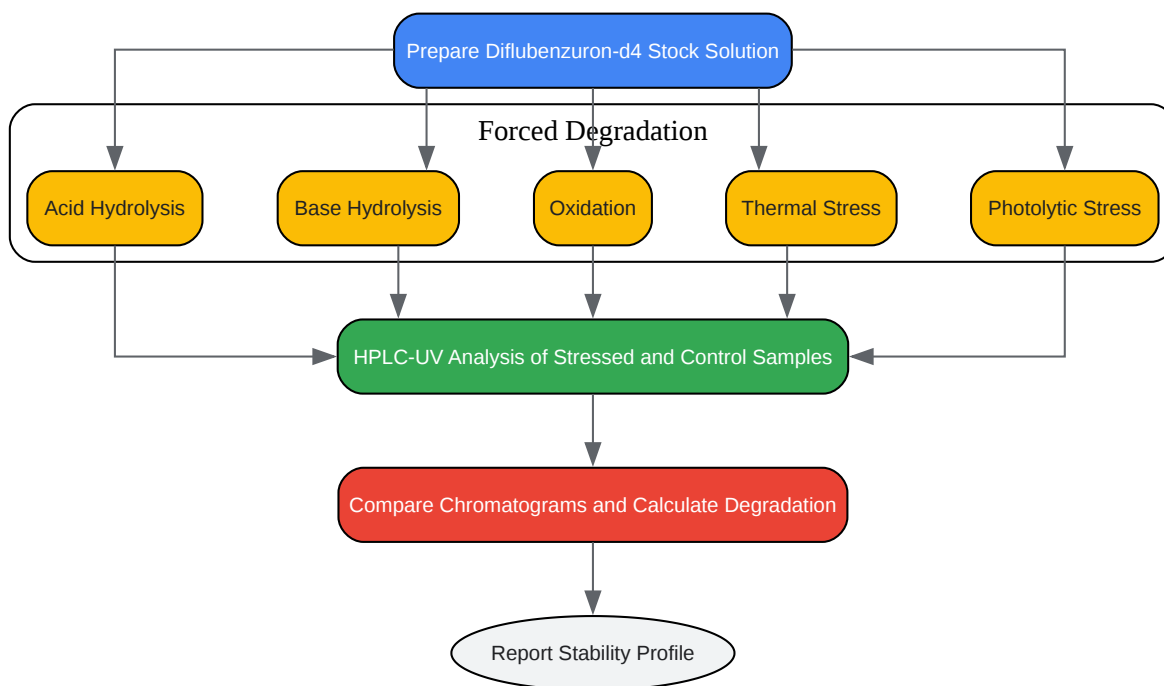 Prepare Diflubenzuron-d4 Stock Solution
Forced Degradation
Acid Hydrolysis
Base Hydrolysis
Oxidation
Thermal Stress
Photolytic Stress
HPLC-UV Analysis of Stressed and Control Samples
Compare Chromatograms and Calculate Degradation
Report Stability Profile